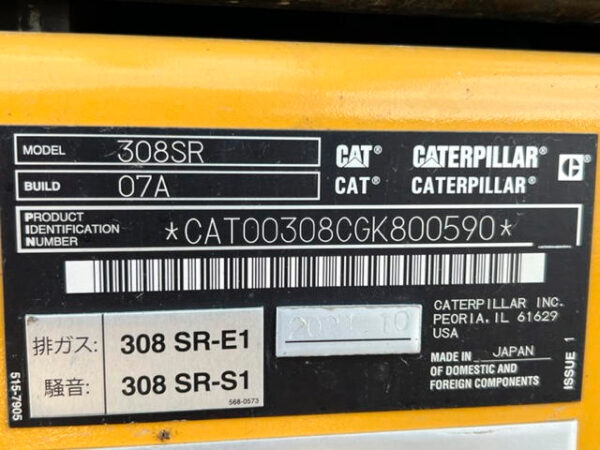 MODEL 308SR
CAT® CATERPILLAR®
BUILD 07A
CAT® CATERPILLAR®
PRODUCT
IDENTIFICATION
NUMBER
*CAT00308CGK800590*
CATERPILLAR INC.
PEORIA. IL 61629
USA
排ガス: 308 SR-E1
騒音: 308 SR-S1
568-0573
MADE IN JAPAN
OF DOMESTIC AND
FOREIGN COMPONENTS
515-7905
ISSUE 1